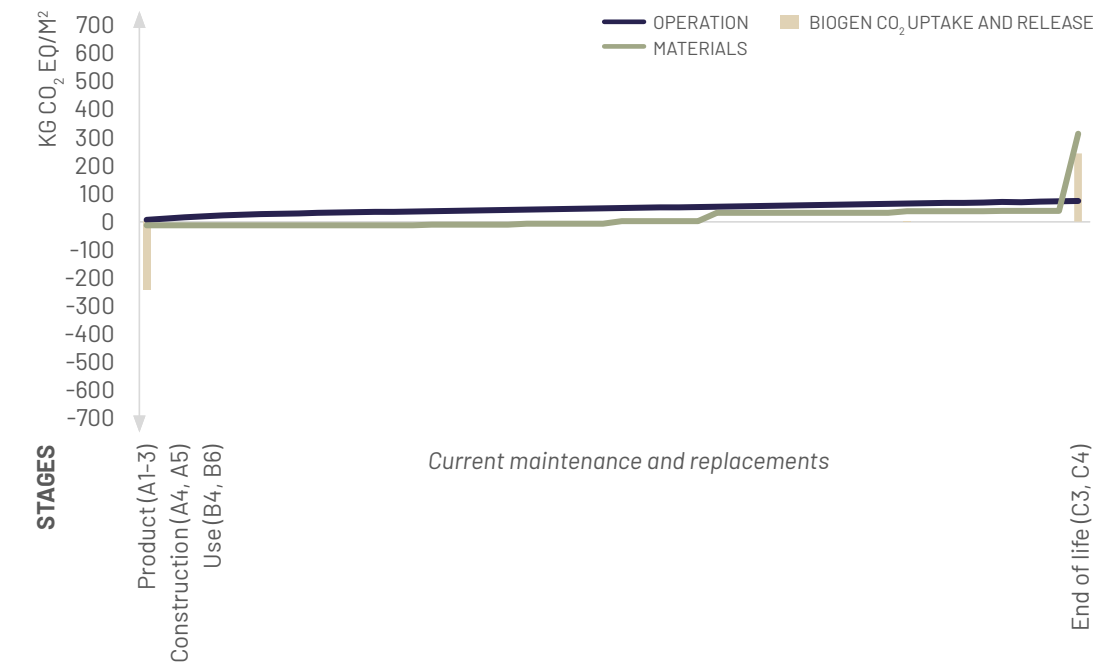 KG CO₂ EQ/M²
700
600
500
400
300
200
100
0
-100
-200
-300
-400
-500
-600
-700
OPERATION
MATERIALS
BIOGEN CO₂ UPTAKE AND RELEASE
STAGES
Product (A1-3)
Construction (A4, A5)
Use (B4, B6)
Current maintenance and replacements
End of life (C3, C4)